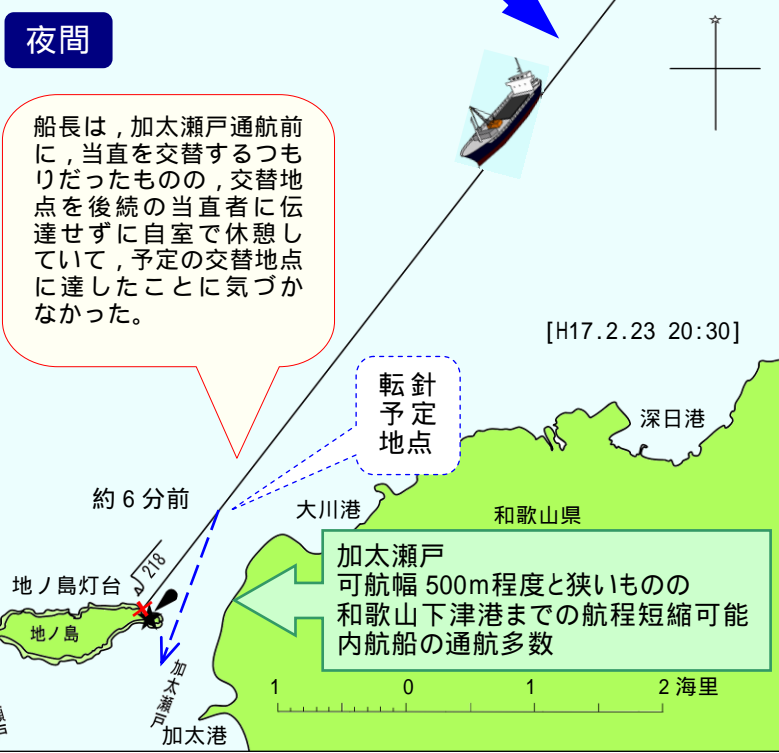 夜間
船長は，加太瀬戸通航前
に，当直を交替するつも
りだったものの，交替地
点を後続の当直者に伝
達せずに自室で休憩し
ていて，予定の交替地点
に達したことに気づか
なかった。
[H17.2.23 20:30]
転針
予定
地点
深日港
約6分前
大川港
和歌山県
218
加太瀬戸
可航幅 500m程度と狭いものの
和歌山下津港までの航程短縮可能
内航船の通航多数
地ノ島灯台
地ノ島
加太瀬戸
1 0 1 2 海里
加太港